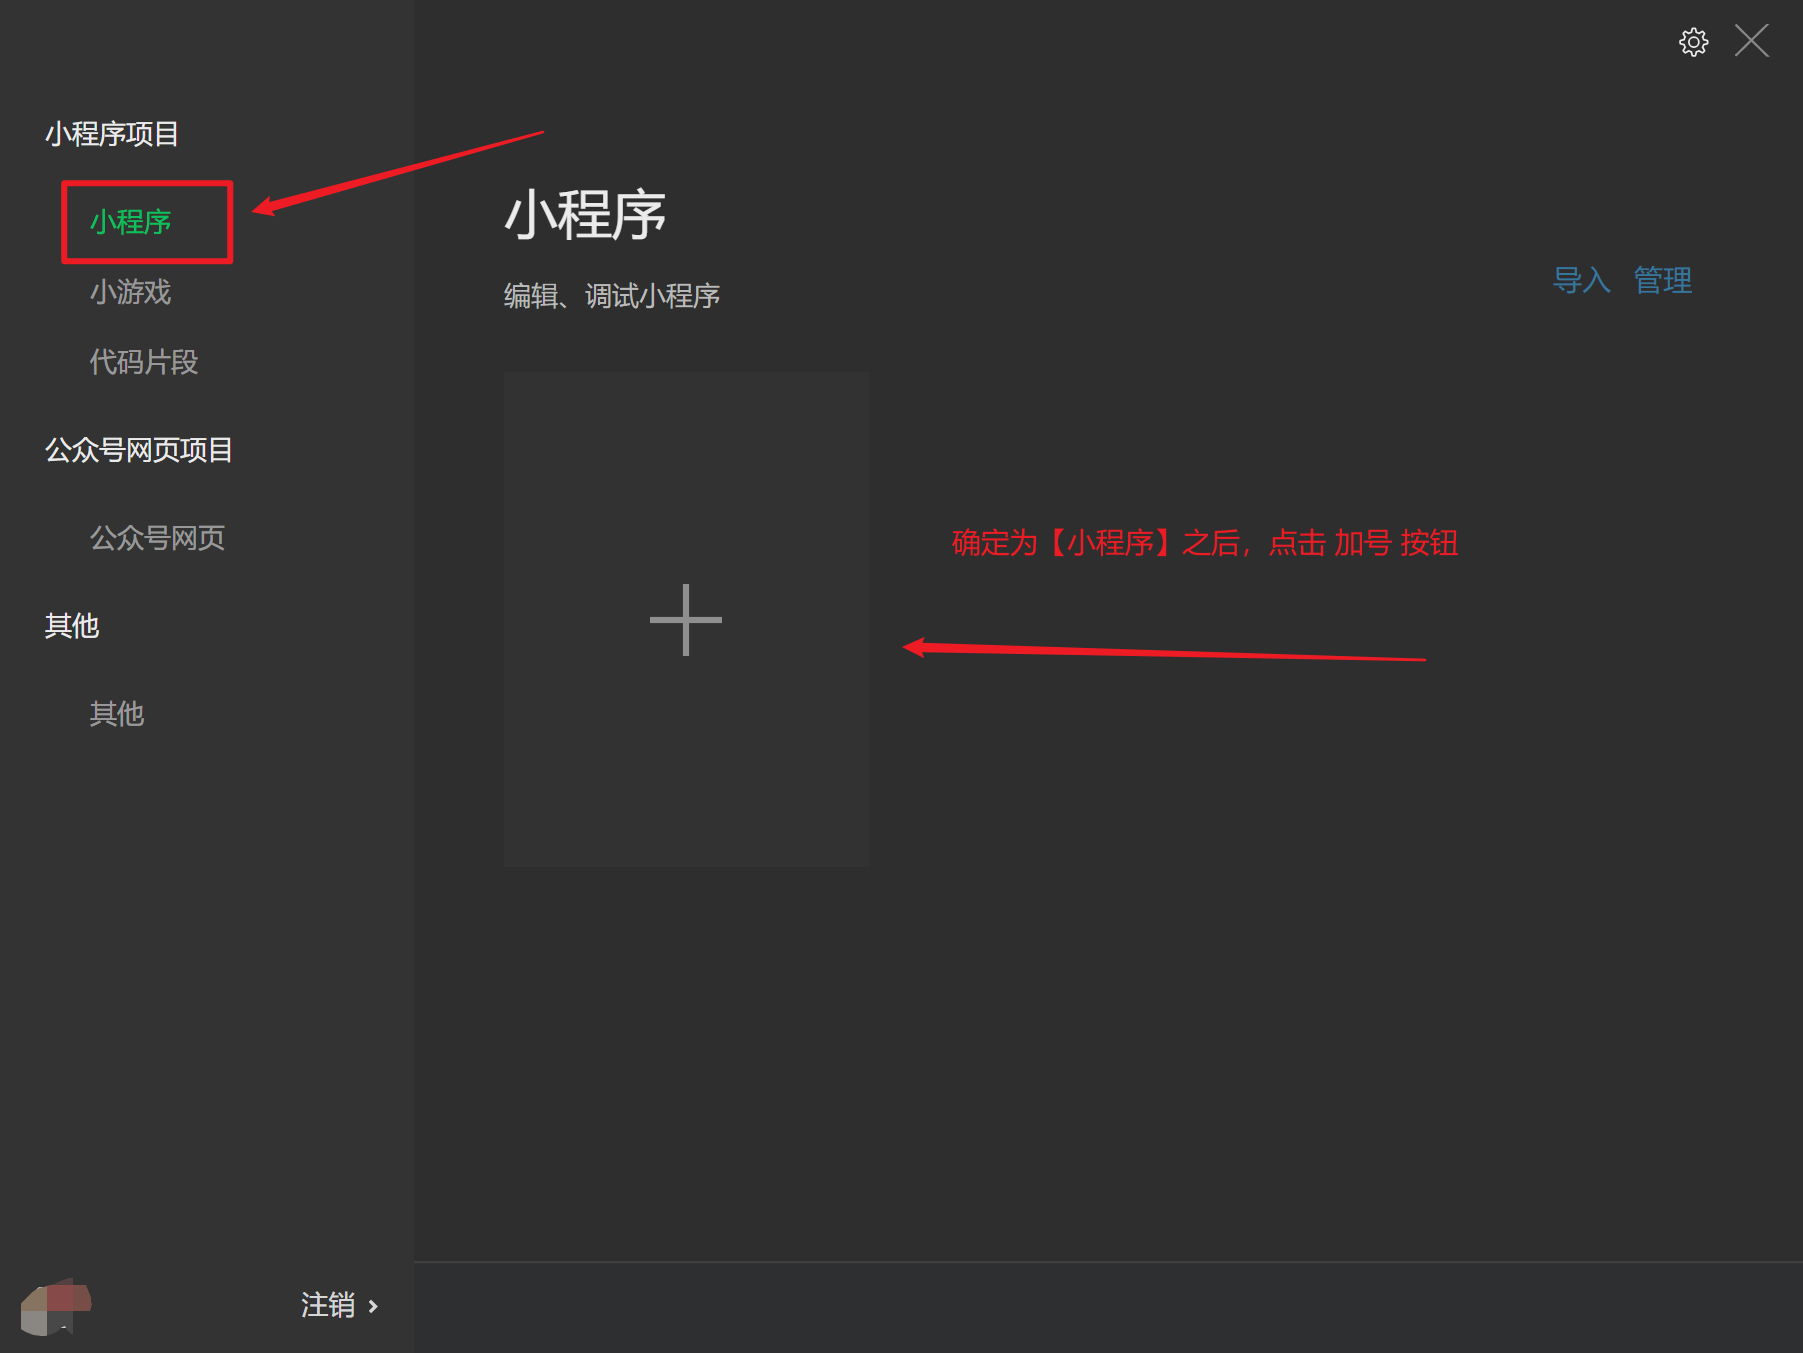 小程序项目
小程序
小游戏
代码片段
公众号网页项目
公众号网页
其他
其他
注销
小程序
编辑、调试小程序
导入 管理
确定为【小程序】之后，点击 加号 按钮